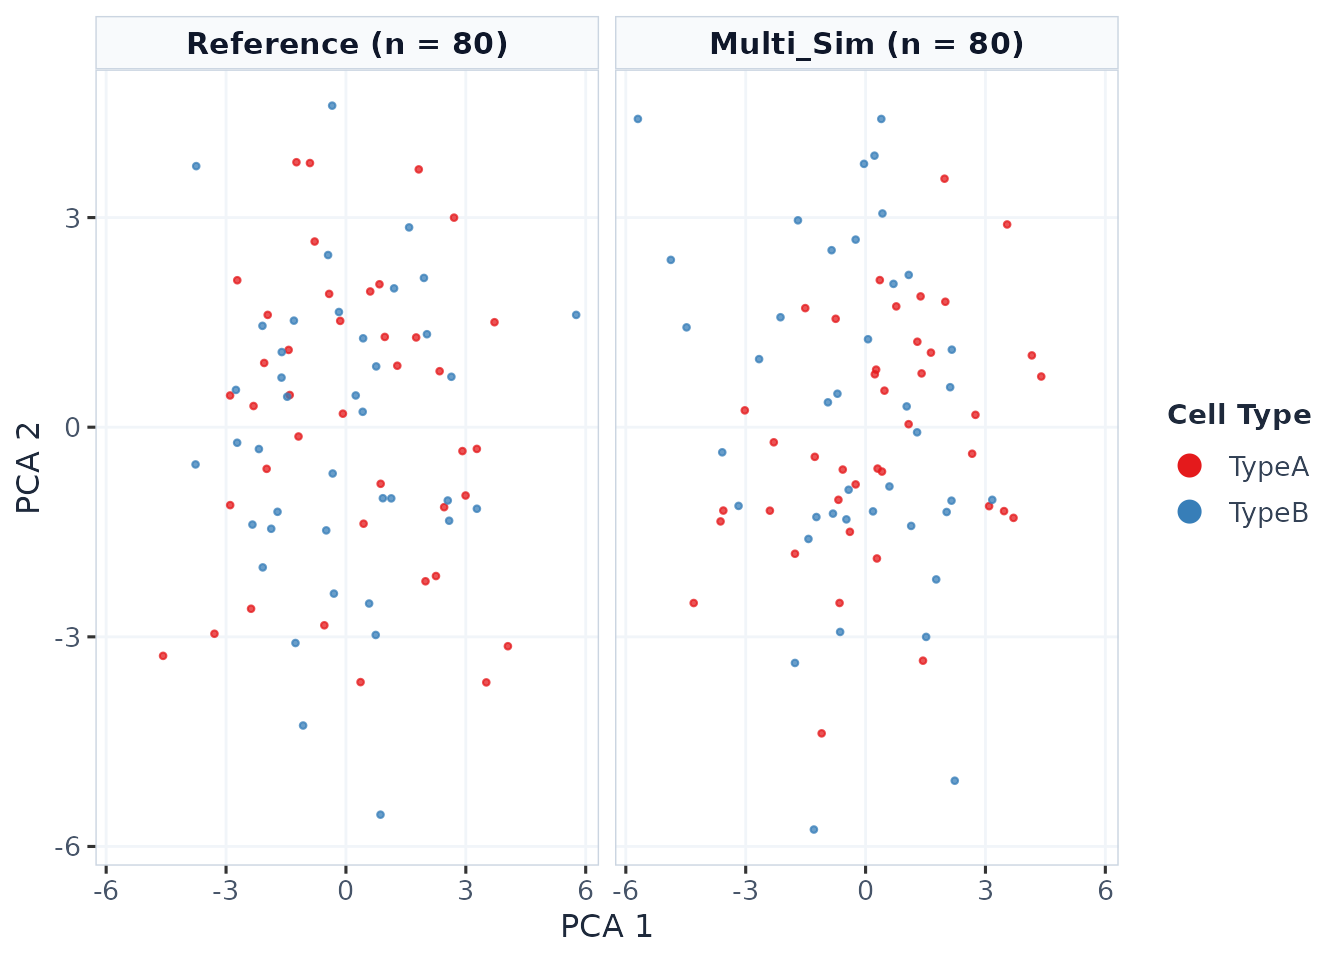 Reference (n = 80)
Multi_Sim (n = 80)
PCA 2
3
0
-3
-6
-6
-3
0
3
6
-6
-3
0
3
6
PCA 1
Cell Type
TypeA
TypeB